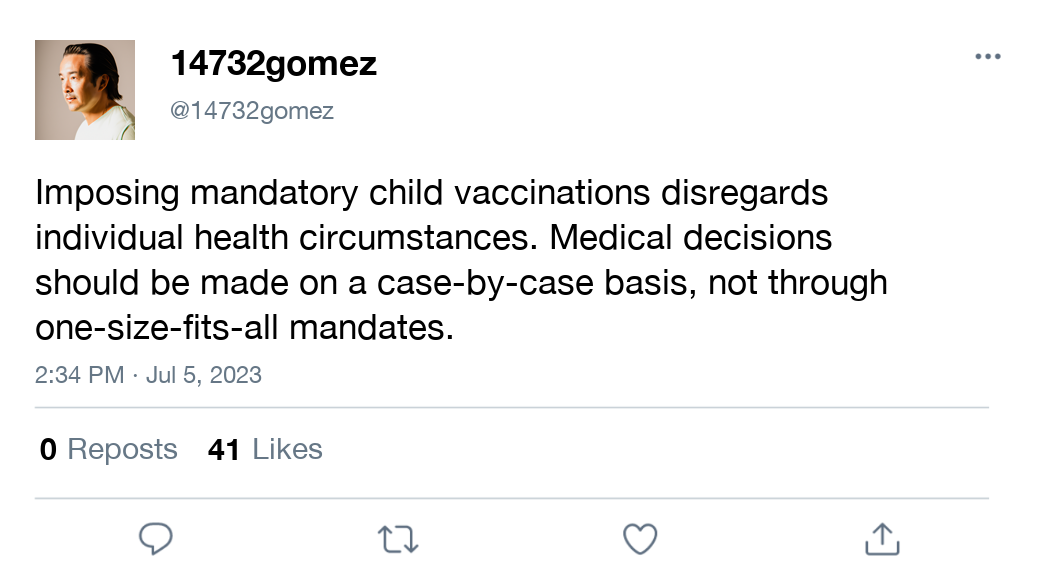 14732gomez
@14732gomez
Imposing mandatory child vaccinations disregards
individual health circumstances. Medical decisions
should be made on a case-by-case basis, not through
one-size-fits-all mandates.
2:34 PM · Jul 5, 2023
0 Reposts 41 Likes